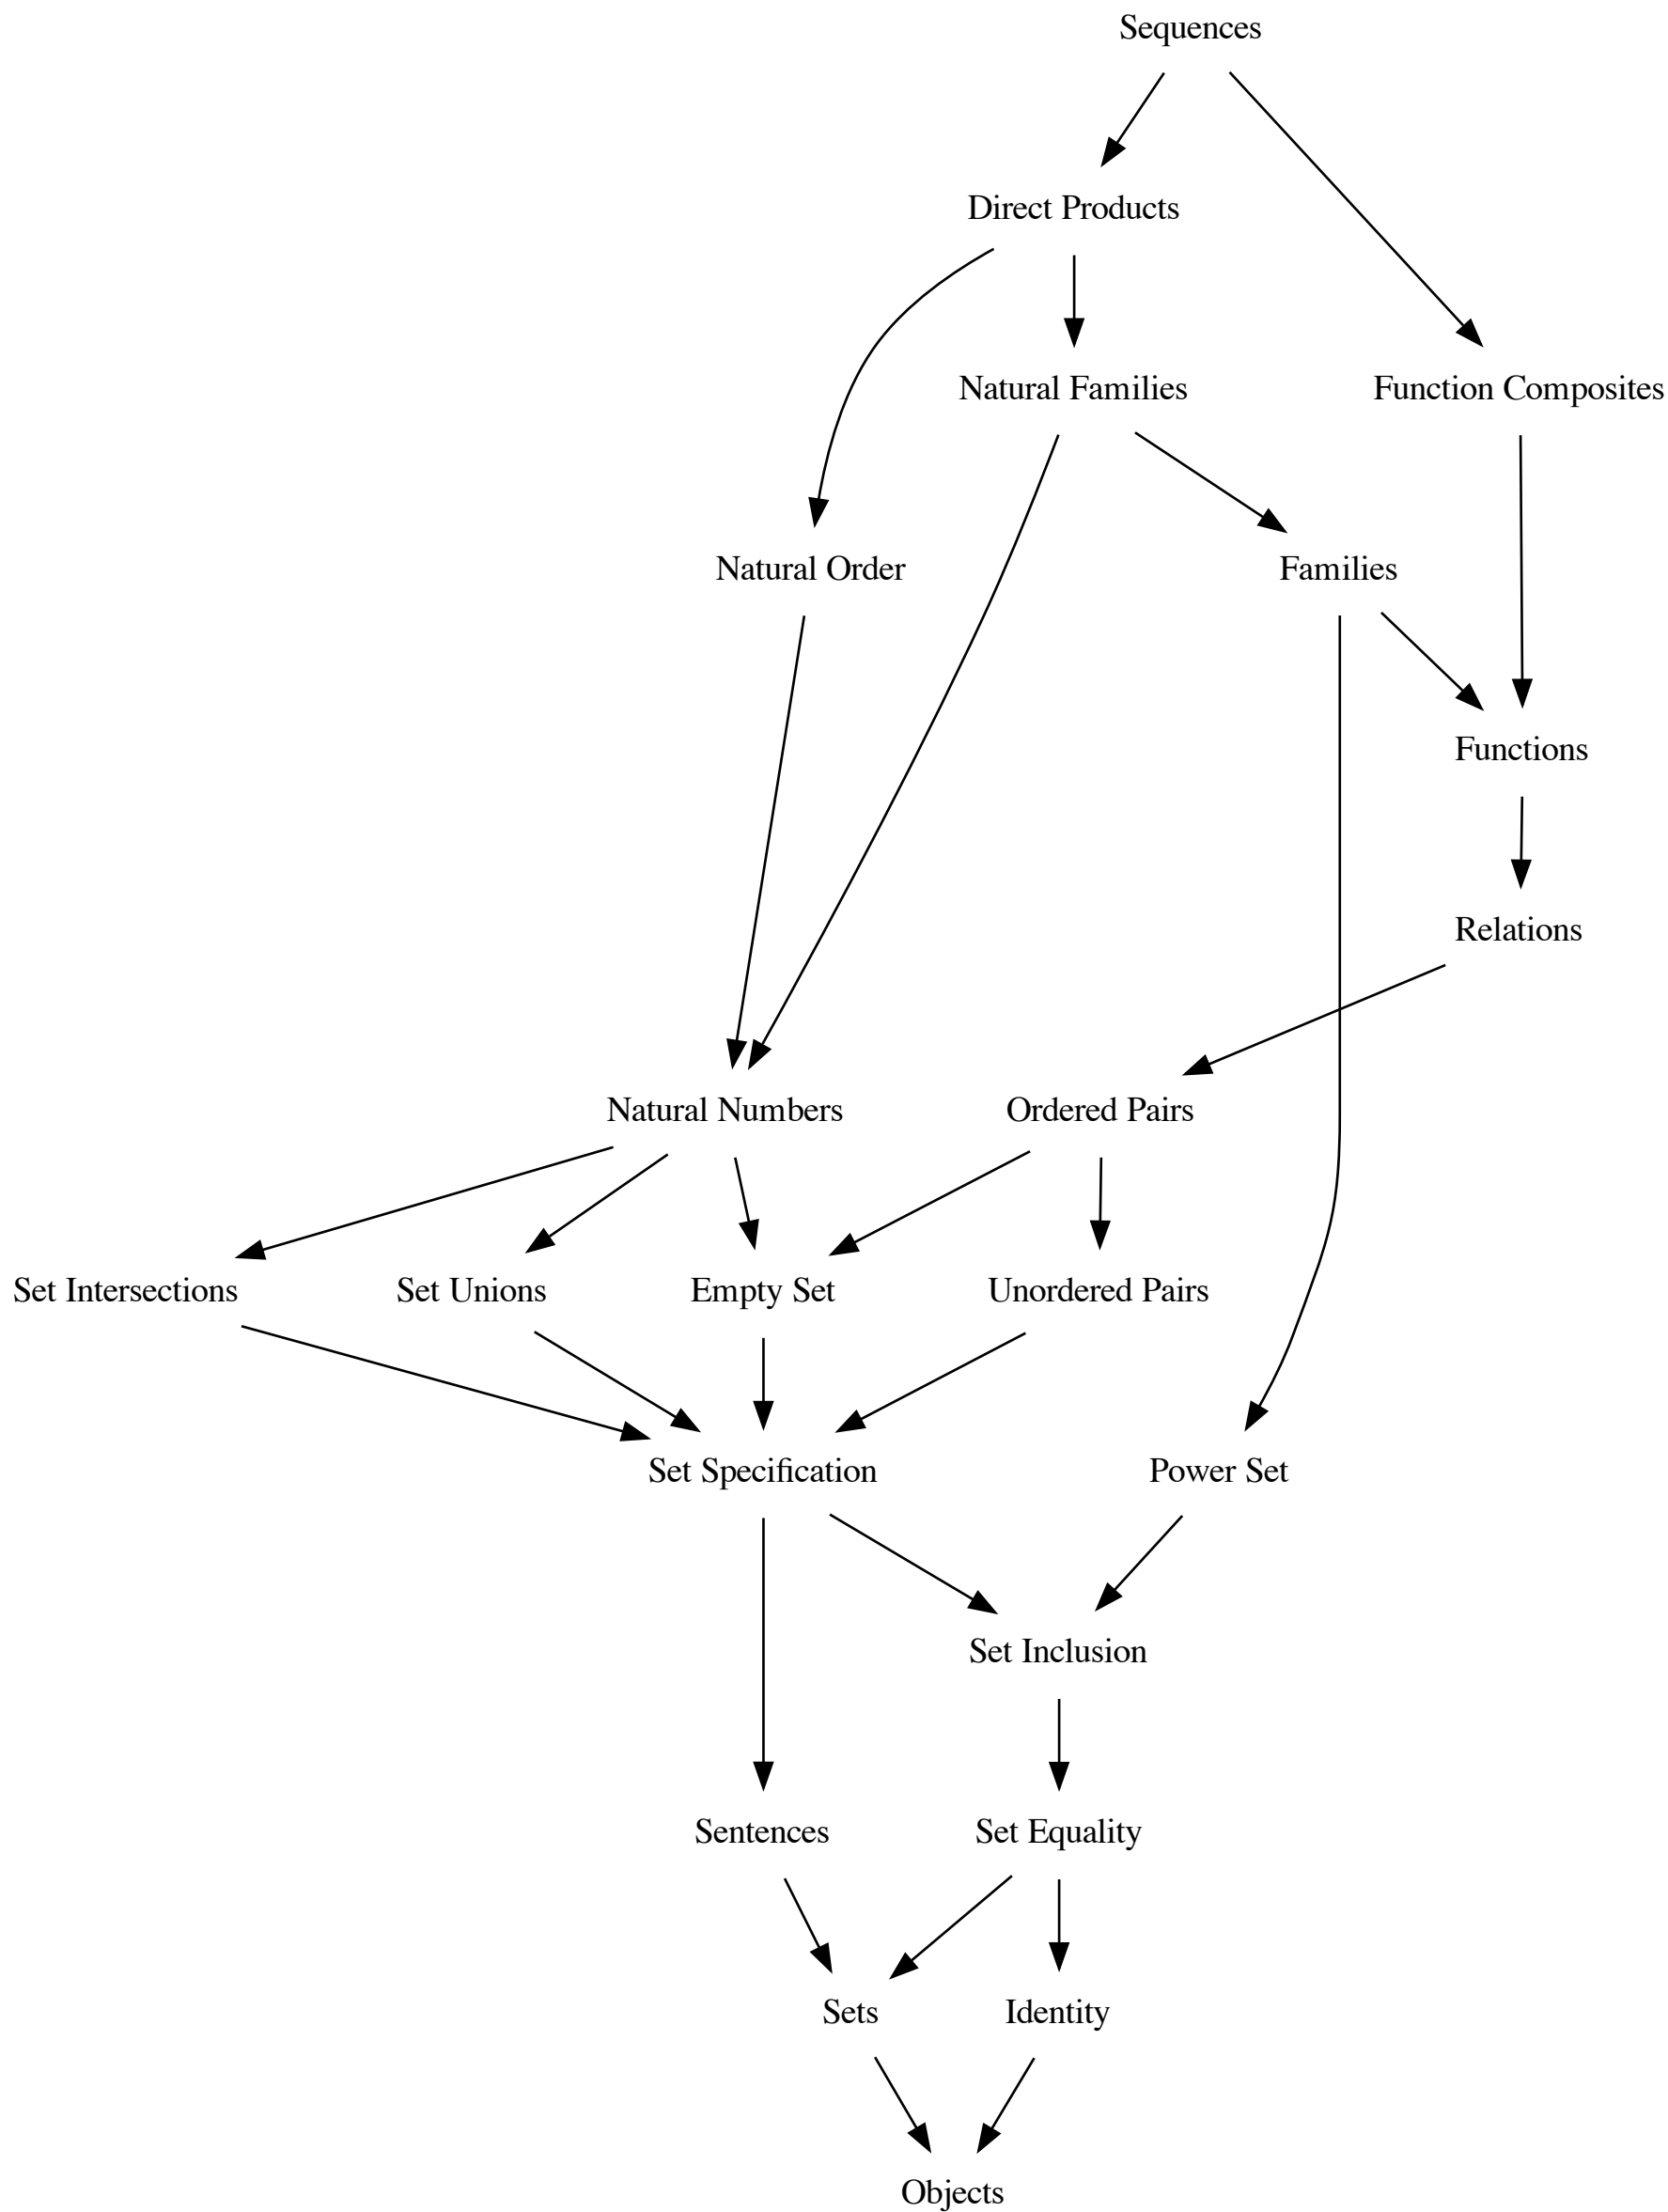 Sequences
Direct Products
Natural Families
Function Composites
Natural Order
Families
Functions
Relations
Natural Numbers
Ordered Pairs
Set Intersections
Set Unions
Empty Set
Unordered Pairs
Set Specification
Power Set
Set Inclusion
Sentences
Set Equality
Sets
Identity
Objects